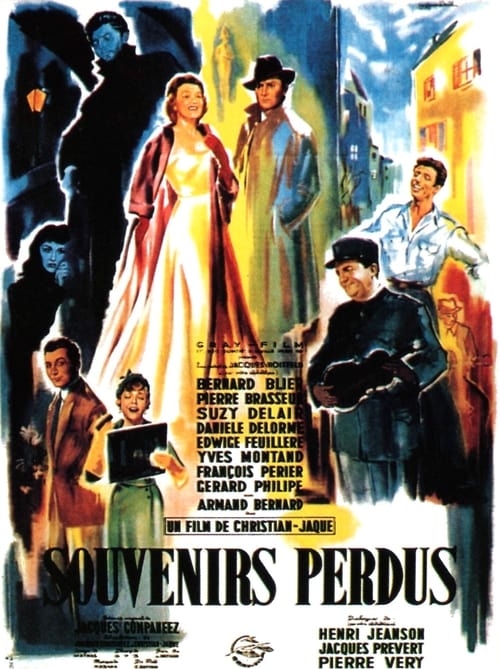 GRAY-FILM
BERNARD BLIER
PIERRE BRASSEUR
SUZY DELAIR
DANIELE DELORME
EDWIGE FEUILLERE
YVES MONTAND
FRANÇOIS PERIER
GERARD PHILIPE
ARMAND BERNARD
UN FILM DE CHRISTIAN-JAQUE
SOUVENIRS PERDUS
JACQUES COMPANEEZ
HENRI JEANSON
JACQUES PREVERT
PIERRE VERY